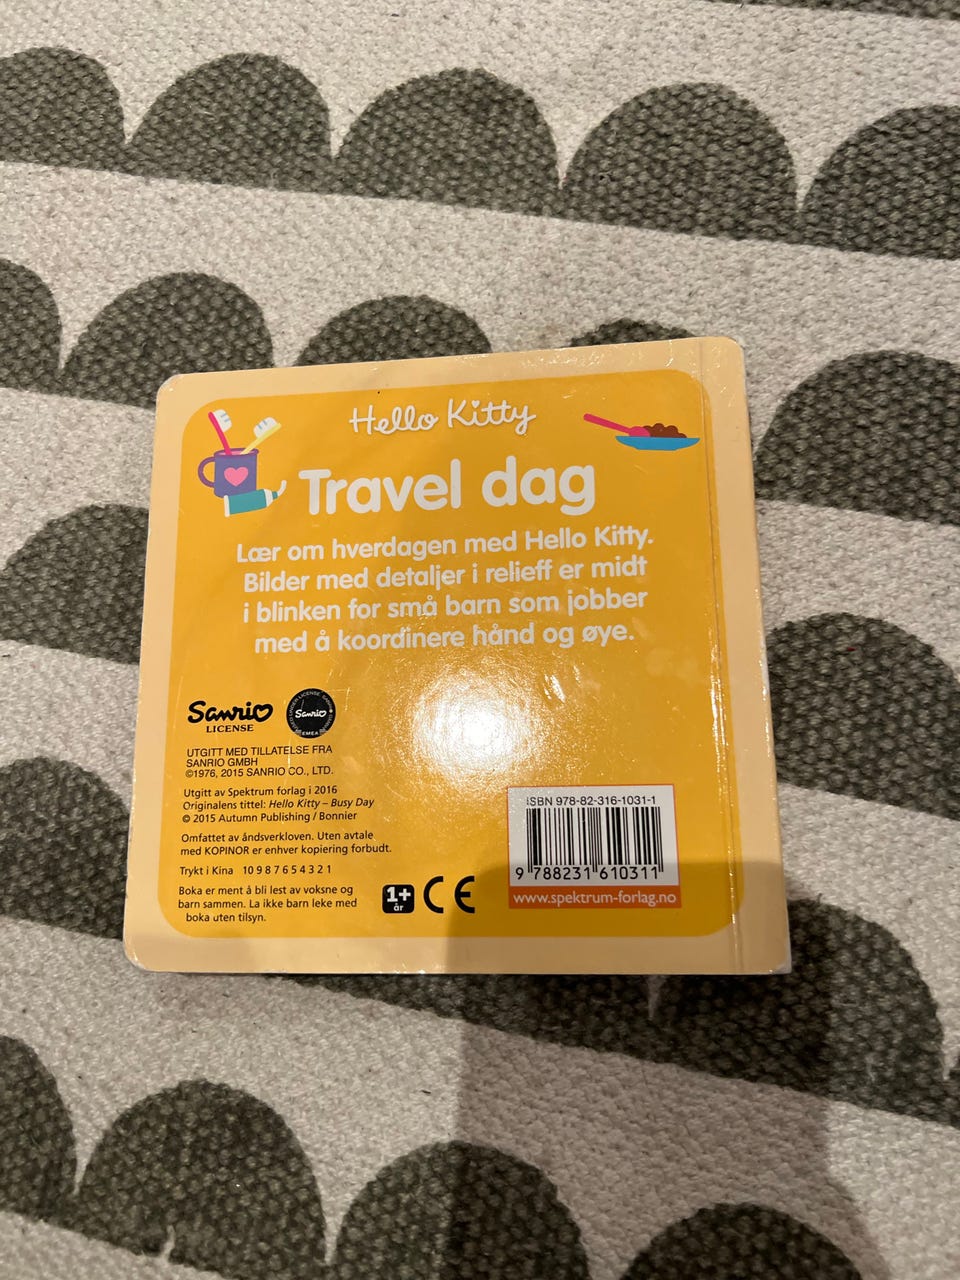 Hello Kitty
Travel dag
Lær om hverdagen med Hello Kitty.
Bilder med detaljer i relieff er midt
i blinken for små barn som jobber
med å koordinere hånd og øye.
Sanrio
LICENSE
Sanrio
EMEA
UTGITT MED TILLATELSE FRA
SANRIO GMBH
©1976, 2015 SANRIO CO., LTD.
Utgitt av Spektrum forlag i 2016
Originalens tittel: Hello Kitty – Busy Day
© 2015 Autumn Publishing / Bonnier
Omfattet av åndsverkloven. Uten avtale
med KOPINOR er enhver kopiering forbudt.
Trykt i Kina 10 9 8 7 6 5 4 3 2 1
Boka er ment å bli lest av voksne og
barn sammen. La ikke barn leke med
boka uten tilsyn.
1+
år
CE
ISBN 978-82-316-1031-1
9 788231 610311
www.spektrum-forlag.no